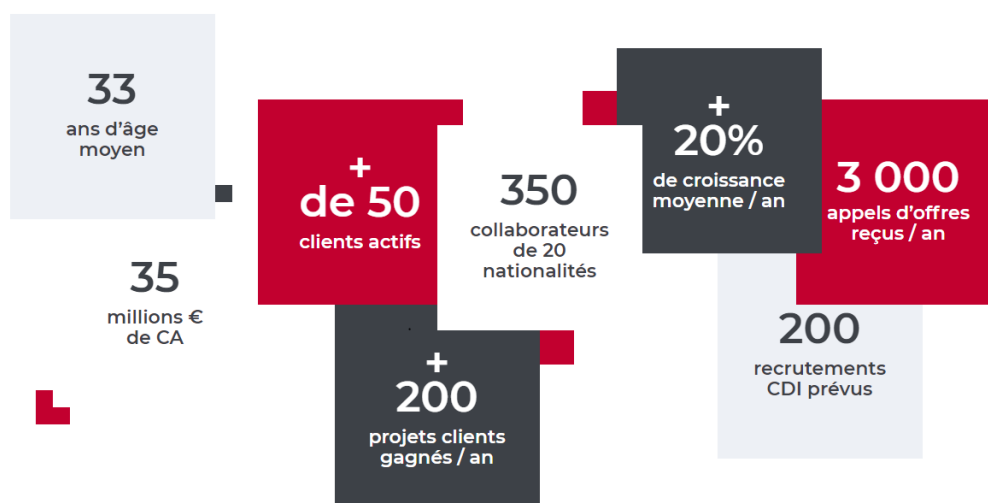 33
ans d'âge
moyen
35
millions €
de CA
+
de 50
clients actifs
+
200
projets clients
gagnés / an
350
collaborateurs
de 20
nationalités
+
20%
de croissance
moyenne / an
3 000
appels d'offres
reçus / an
200
recrutements
CDI prévus